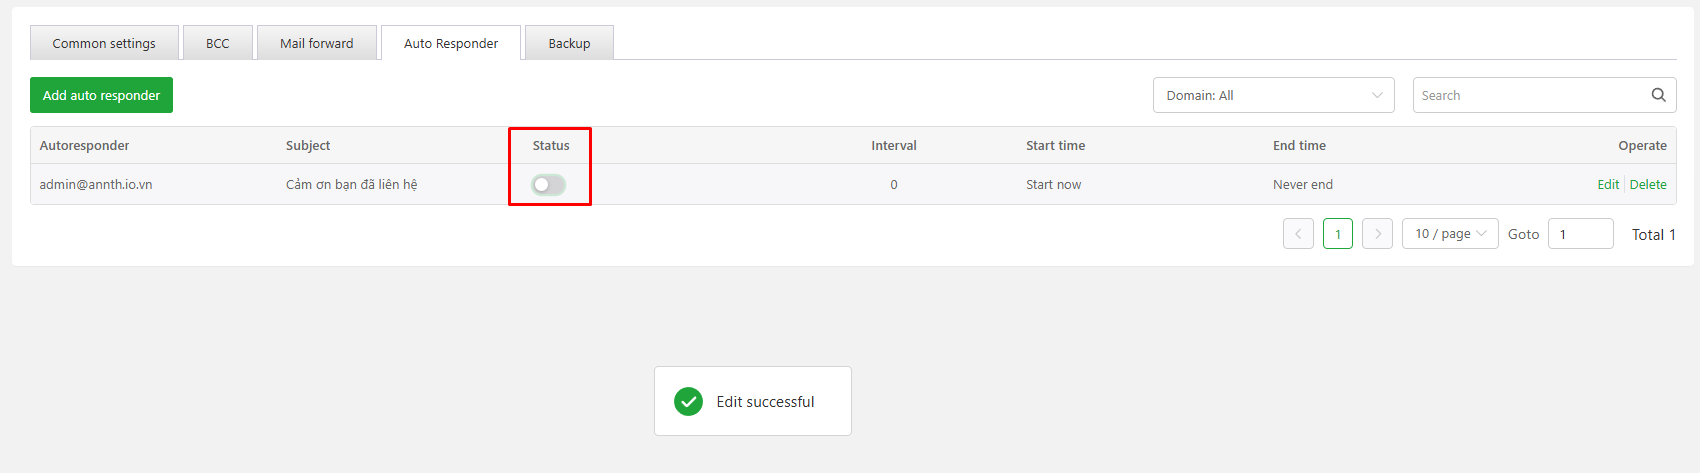 Common settings BCC Mail forward Auto Responder Backup
Add auto responder Domain: All Search
Autoresponder Subject Status Interval Start time End time Operate
admin@annth.io.vn Cảm ơn bạn đã liên hệ 0 Start now Never end Edit Delete
1 10 / page Goto 1 Total 1
Edit successful